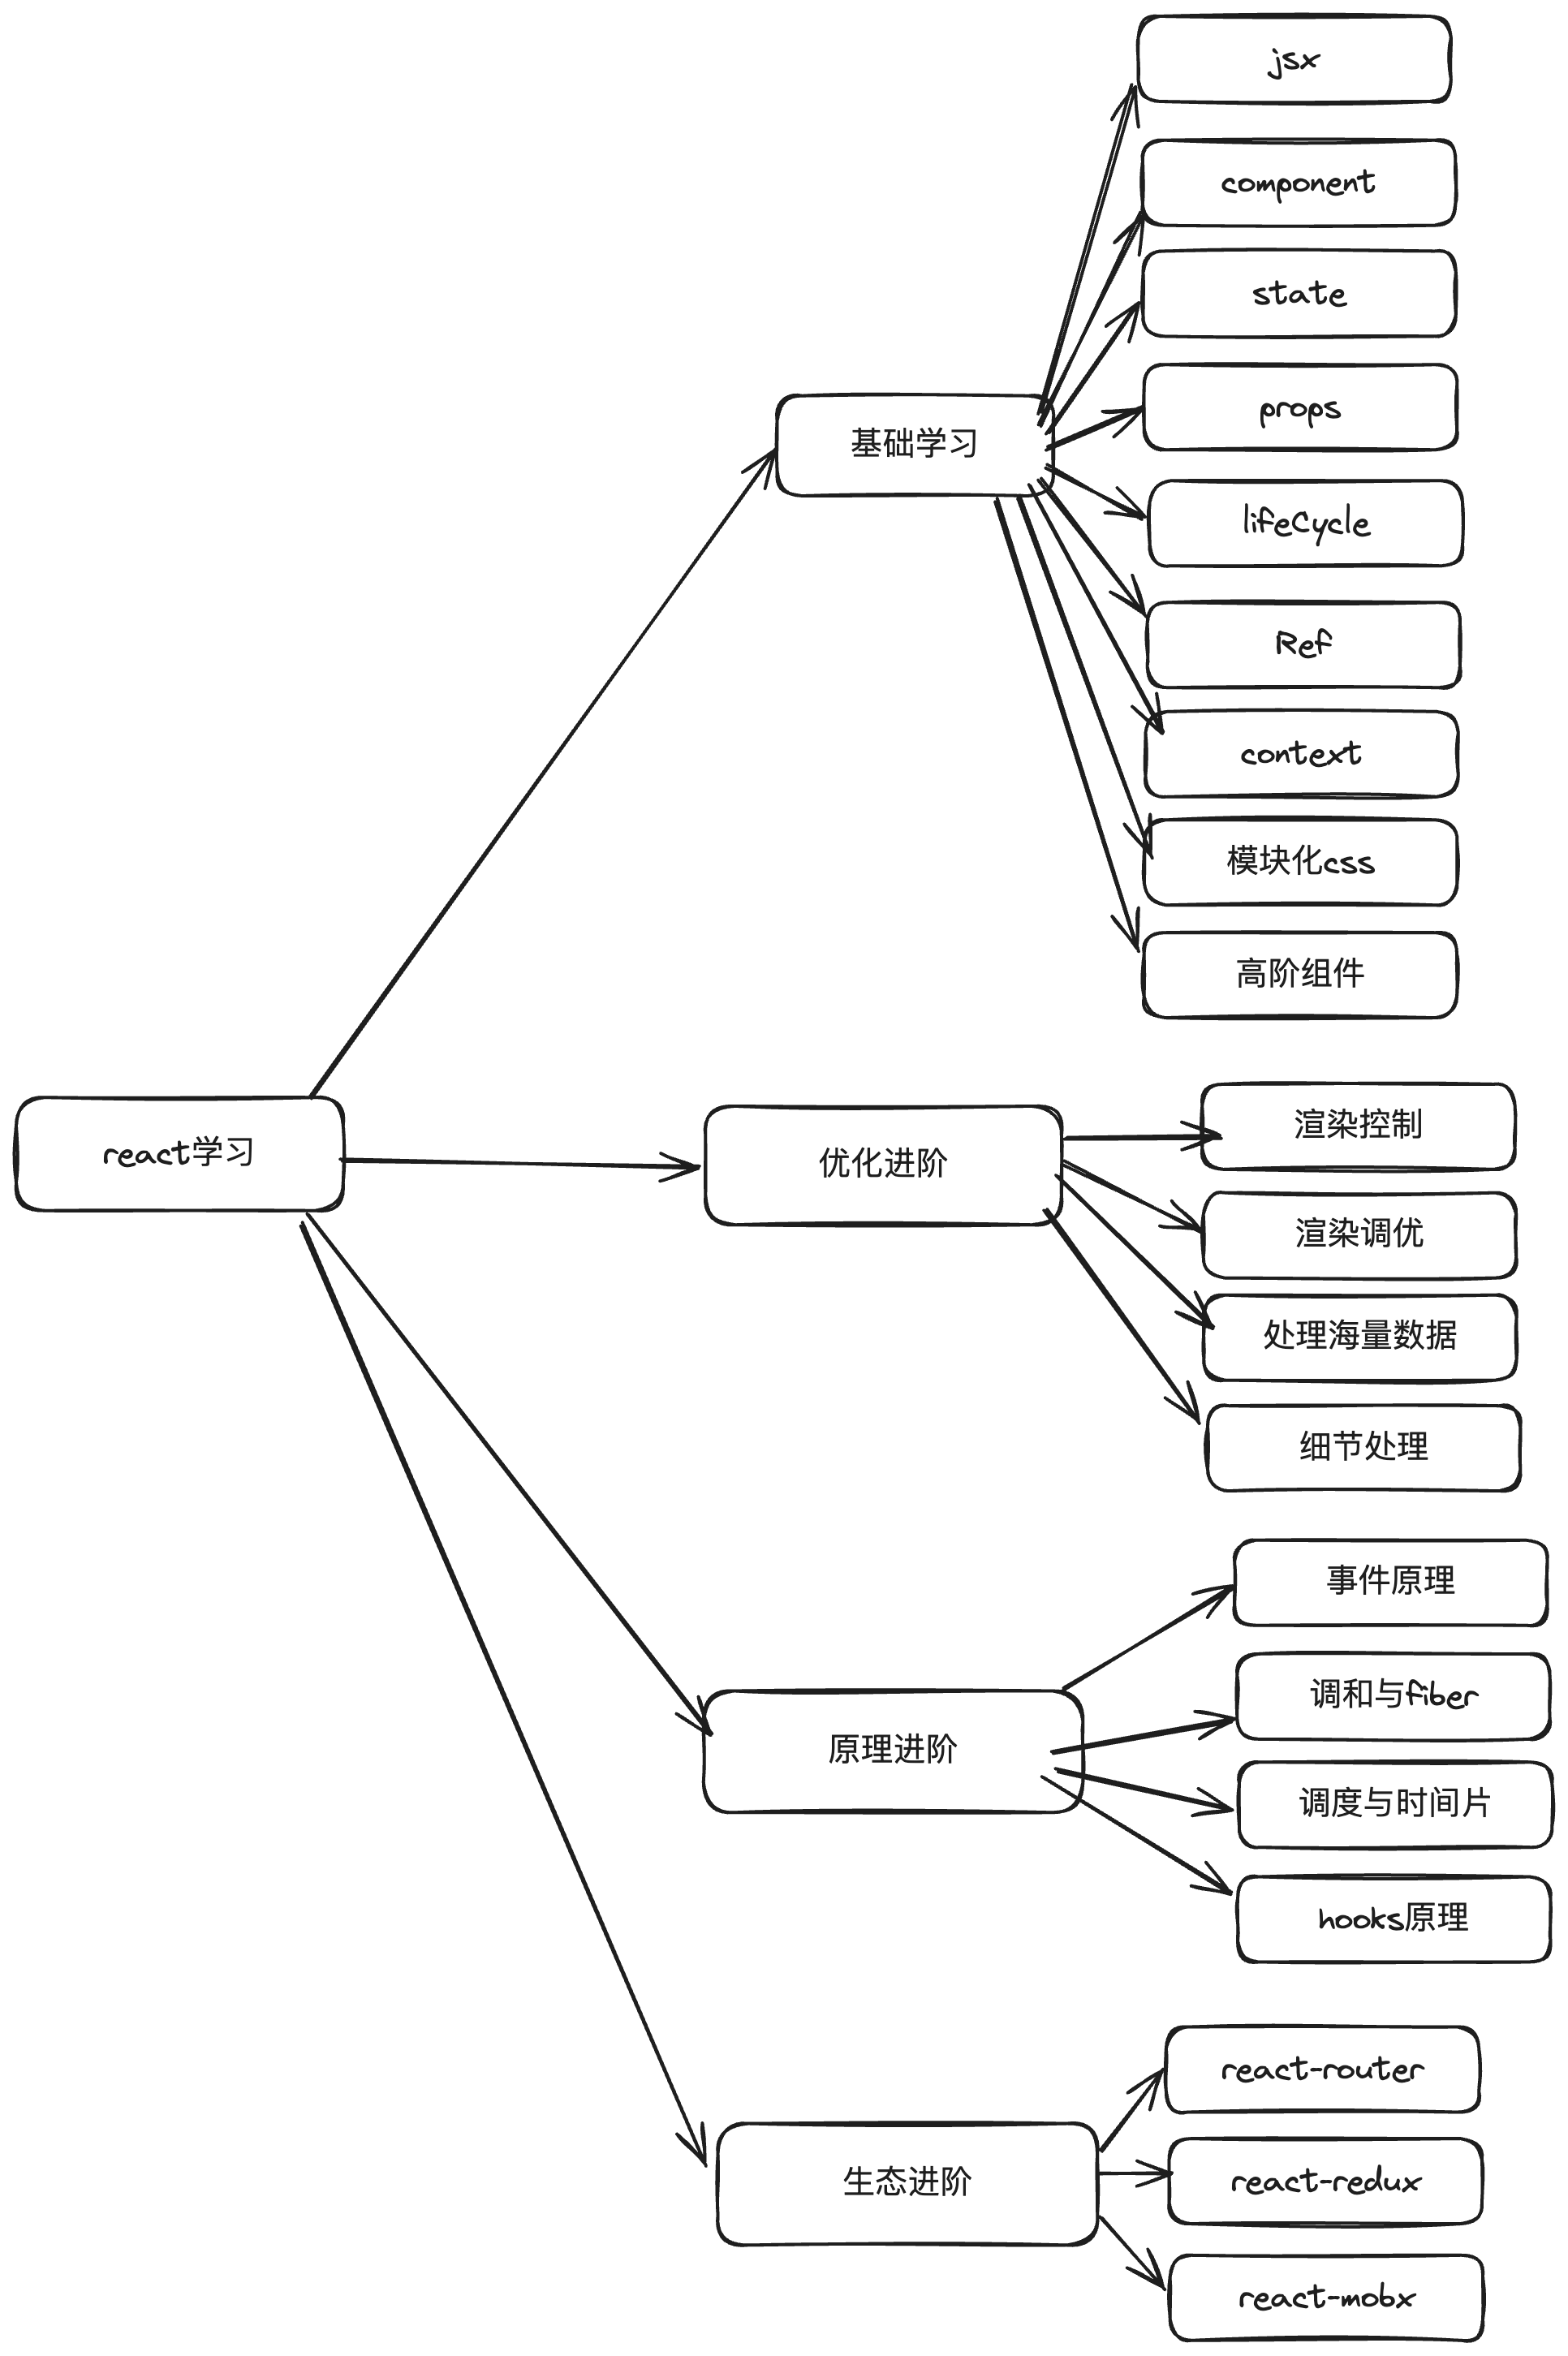 jsx
component
state
props
lifeCycle
Ref
context
模块化css
高阶组件
基础学习
react学习
优化进阶
渲染控制
渲染调优
处理海量数据
细节处理
原理进阶
事件原理
调和与fiber
调度与时间片
hooks原理
生态进阶
react-router
react-redux
react-mobx